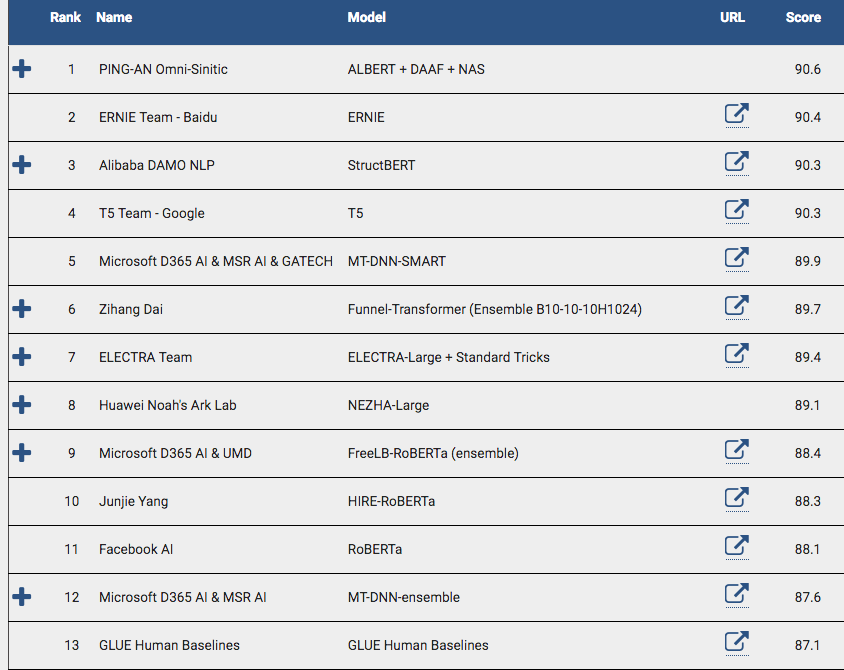 Rank Name Model URL Score
1 PING-AN Omni-Sinitic ALBERT + DAAF + NAS 90.6
2 ERNIE Team - Baidu ERNIE 90.4
3 Alibaba DAMO NLP StructBERT 90.3
4 T5 Team - Google T5 90.3
5 Microsoft D365 AI & MSR AI & GATECH MT-DNN-SMART 89.9
6 Zihang Dai Funnel-Transformer (Ensemble B10-10-10H1024) 89.7
7 ELECTRA Team ELECTRA-Large + Standard Tricks 89.4
8 Huawei Noah's Ark Lab NEZHA-Large 89.1
9 Microsoft D365 AI & UMD FreeLB-RoBERTa (ensemble) 88.4
10 Junjie Yang HIRE-RoBERTa 88.3
11 Facebook AI RoBERTa 88.1
12 Microsoft D365 AI & MSR AI MT-DNN-ensemble 87.6
13 GLUE Human Baselines GLUE Human Baselines 87.1